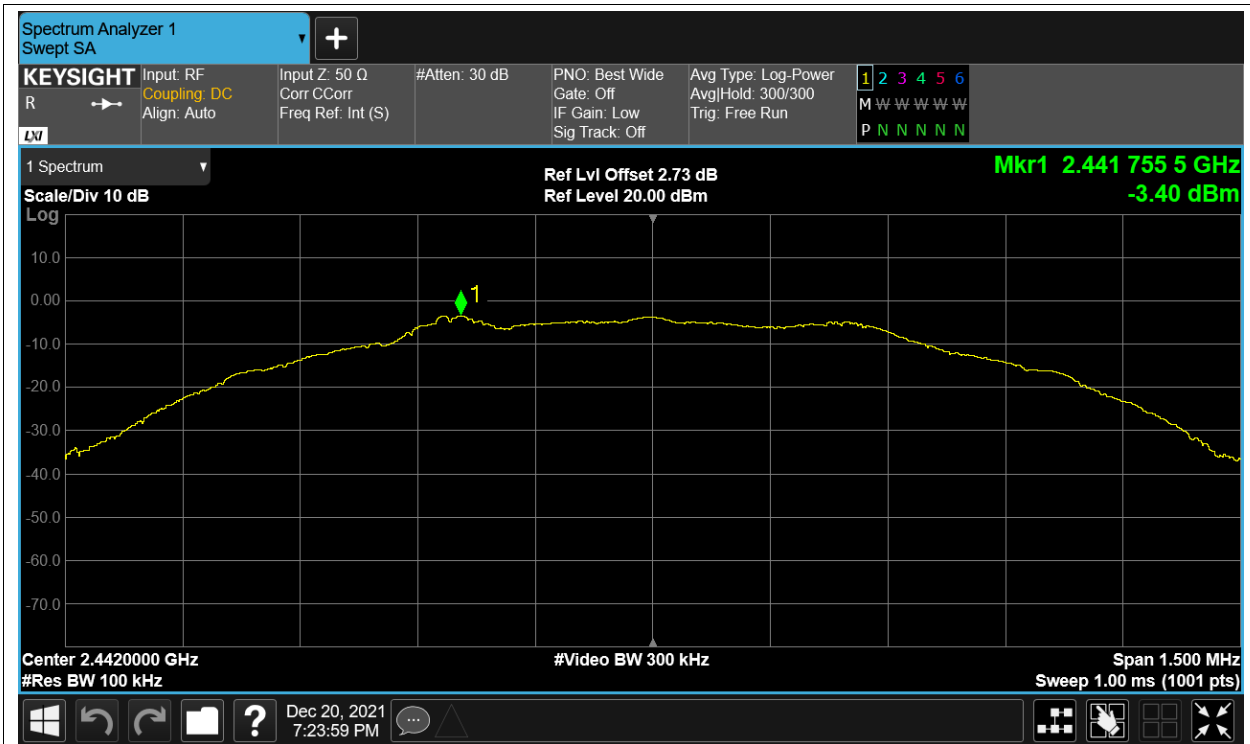 Spectrum Analyzer 1
Swept SA
KEYSIGHT
R
LXI
Input: RF
Coupling: DC
Align: Auto
Input Z: 50 Ω
Corr CCorr
Freq Ref: Int (S)
#Atten: 30 dB
PNO: Best Wide
Gate: Off
IF Gain: Low
Sig Track: Off
Avg Type: Log-Power
Avg|Hold: 300/300
Trig: Free Run
1 2 3 4 5 6
M W W W W W
P N N N N N
1 Spectrum
Scale/Div 10 dB
Log
Ref Lvl Offset 2.73 dB
Ref Level 20.00 dBm
Mkr1 2.441 755 5 GHz
-3.40 dBm
1
10.0
0.00
-10.0
-20.0
-30.0
-40.0
-50.0
-60.0
-70.0
Center 2.4420000 GHz
#Video BW 300 kHz
Span 1.500 MHz
#Res BW 100 kHz
Sweep 1.00 ms (1001 pts)
?
Dec 20, 2021
7:23:59 PM